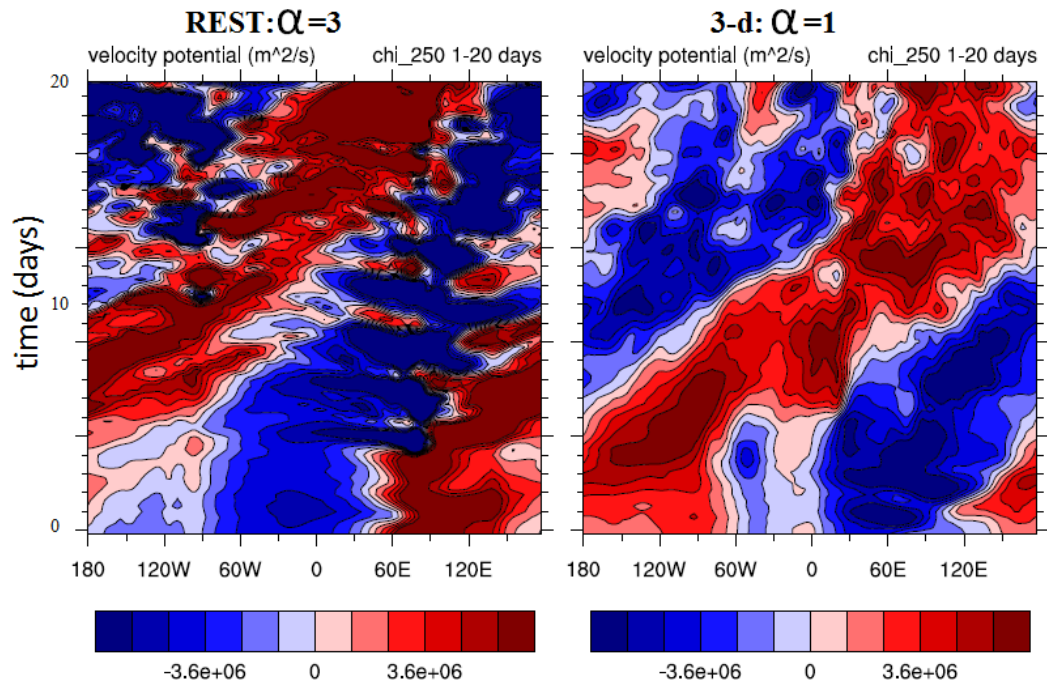 REST:α=3
3-d: α=1
velocity potential (m^2/s) chi_250 1-20 days
velocity potential (m^2/s) chi_250 1-20 days
20
10
0
time (days)
180 120W 60W 0 60E 120E
180 120W 60W 0 60E 120E
-3.6e+06 0 3.6e+06
-3.6e+06 0 3.6e+06